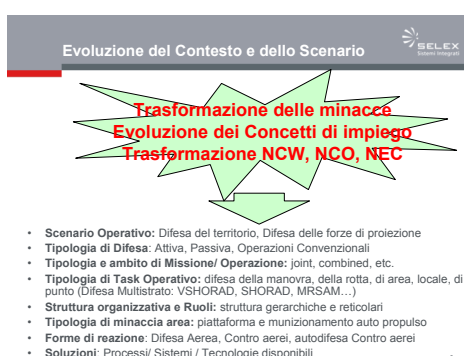 Evoluzione del Contesto e dello Scenario
SELEX
Sistemi Integrati
Trasformazione delle minacce
Evoluzione dei Concetti di impiego
Trasformazione NCW, NCO, NEC
• Scenario Operativo: Difesa del territorio, Difesa delle forze di proiezione
• Tipologia di Difesa: Attiva, Passiva, Operazioni Convenzionali
• Tipologia e ambito di Missione/ Operazione: joint, combined, etc.
• Tipologia di Task Operativo: difesa della manovra, della rotta, di area, locale, di
punto (Difesa Multistrato: VSHORAD, SHORAD, MRSAM…)
• Struttura organizzativa e Ruoli: struttura gerarchiche e reticolari
• Tipologia di minaccia area: piattaforma e munizionamento auto propulso
• Forme di reazione: Difesa Aerea, Contro aerei, autodifesa Contro aerei
• Soluzioni: Processi/ Sistemi / Tecnologie disponibili